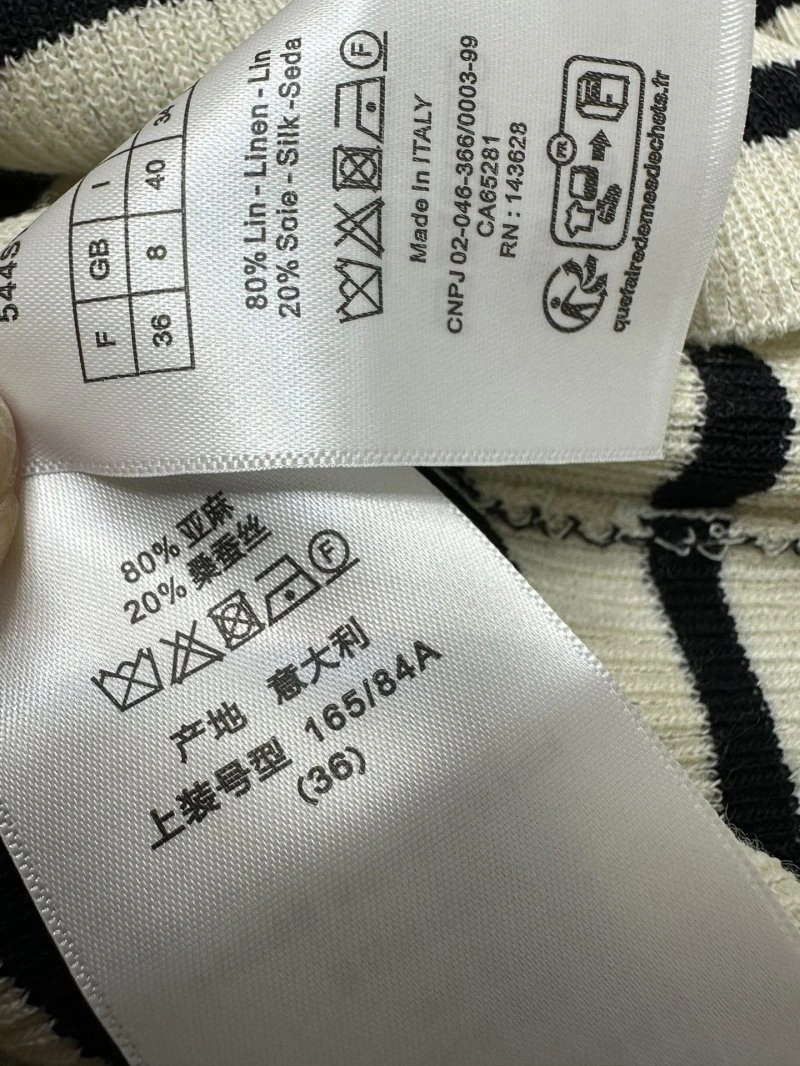 F GB I
36 8 40
80% Lin - Linen - Lin
20% Soie - Silk - Seda
F
Made In ITALY
CNPJ 02-046-366/0003-99
CA65281
RN : 143628
FR
quefairedemesdechets.fr
80% 亚麻
20% 桑蚕丝
F
产地 意大利
上装号型 165/84A
(36)